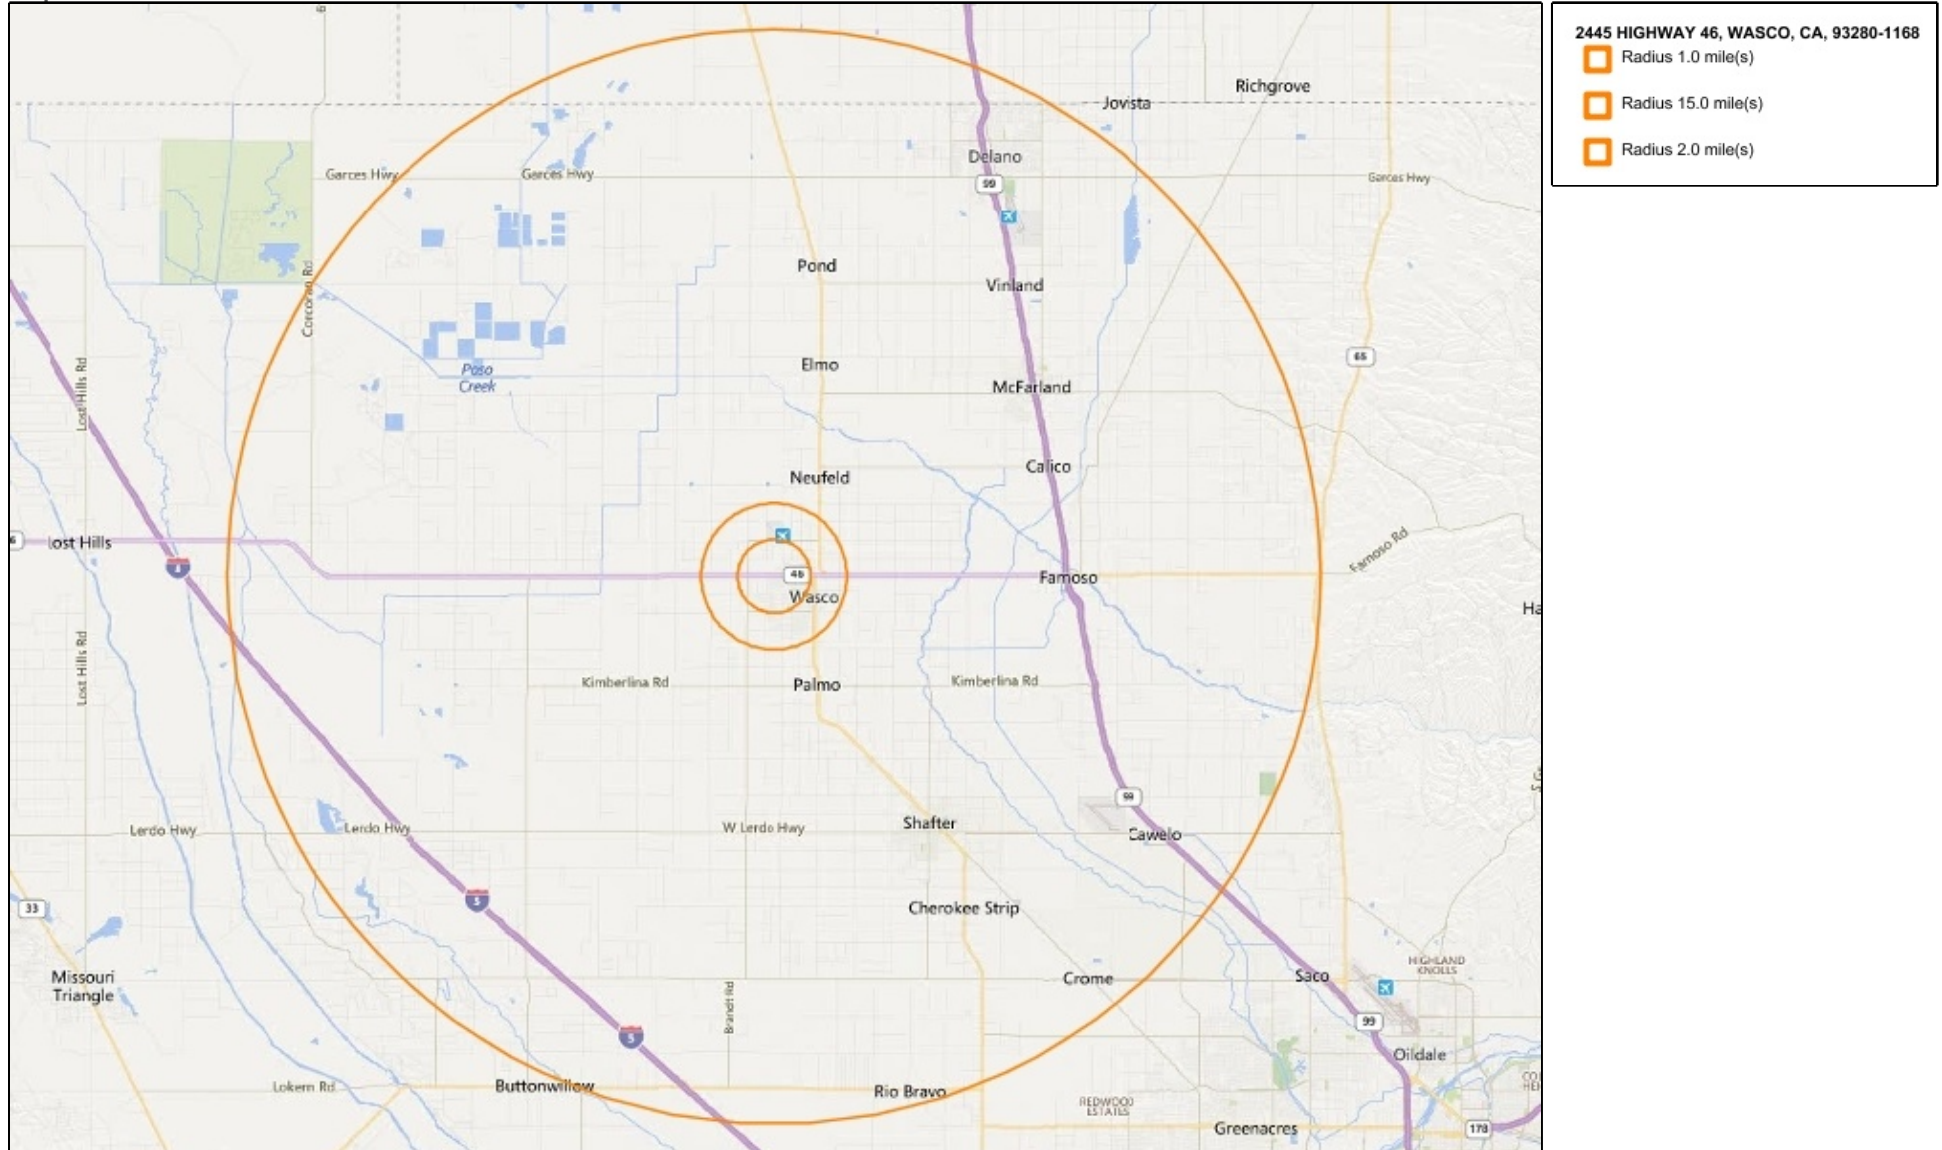 2445 HIGHWAY 46, WASCO, CA, 93280-1168
Radius 1.0 mile(s)
Radius 15.0 mile(s)
Radius 2.0 mile(s)
Richgrove
Jovista
Delano
Garces Hwy
Garces Hwy
99
Garces Hwy
Pond
Corcoran Rd
Vinland
65
Lost Hills Rd
Elmo
Poso
Creek
McFarland
Calico
Neufeld
Famoso Rd
Lost Hills
46
Famoso
Wasco
Ha
Lost Hills Rd
Kimberlina Rd
Palmo
Kimberlina Rd
99
Lerdo Hwy
Lerdo Hwy
W Lerdo Hwy
Shafter
Cawelo
5
33
Cherokee Strip
Missouri
Triangle
Crome
Saco
HIGHLAND
KNOLLS
Brandt Rd
5
99
Oildale
Lokern Rd
Buttonwillow
Rio Bravo
REDWOOD
ESTATES
Greenacres
178